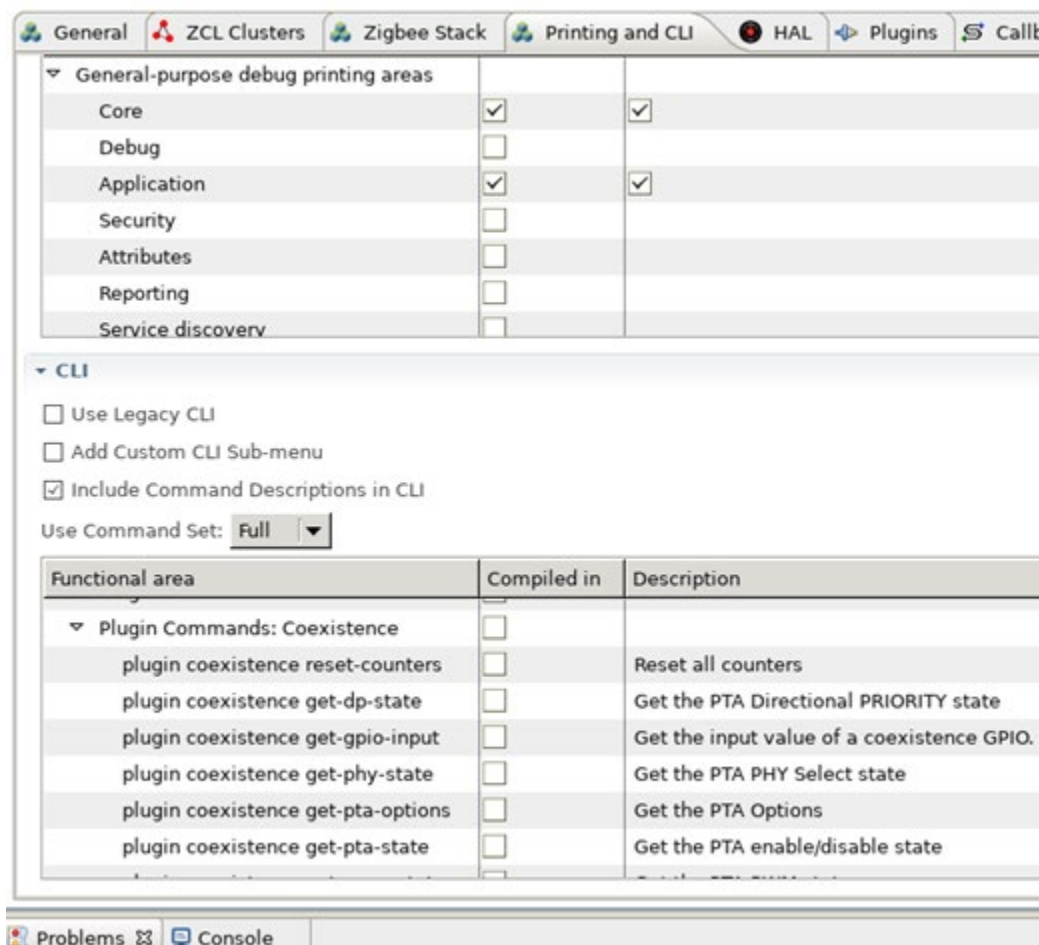 General ZCL Clusters Zigbee Stack Printing and CLI HAL Plugins
General-purpose debug printing areas
Core
Debug
Application
Security
Attributes
Reporting
Service discovery
CLI
Use Legacy CLI
Add Custom CLI Sub-menu
Include Command Descriptions in CLI
Use Command Set: Full
Functional area Compiled in Description
Plugin Commands: Coexistence
plugin coexistence reset-counters Reset all counters
plugin coexistence get-dp-state Get the PTA Directional PRIORITY state
plugin coexistence get-gpio-input Get the input value of a coexistence GPIO.
plugin coexistence get-phy-state Get the PTA PHY Select state
plugin coexistence get-pta-options Get the PTA Options
plugin coexistence get-pta-state Get the PTA enable/disable state
Problems Console